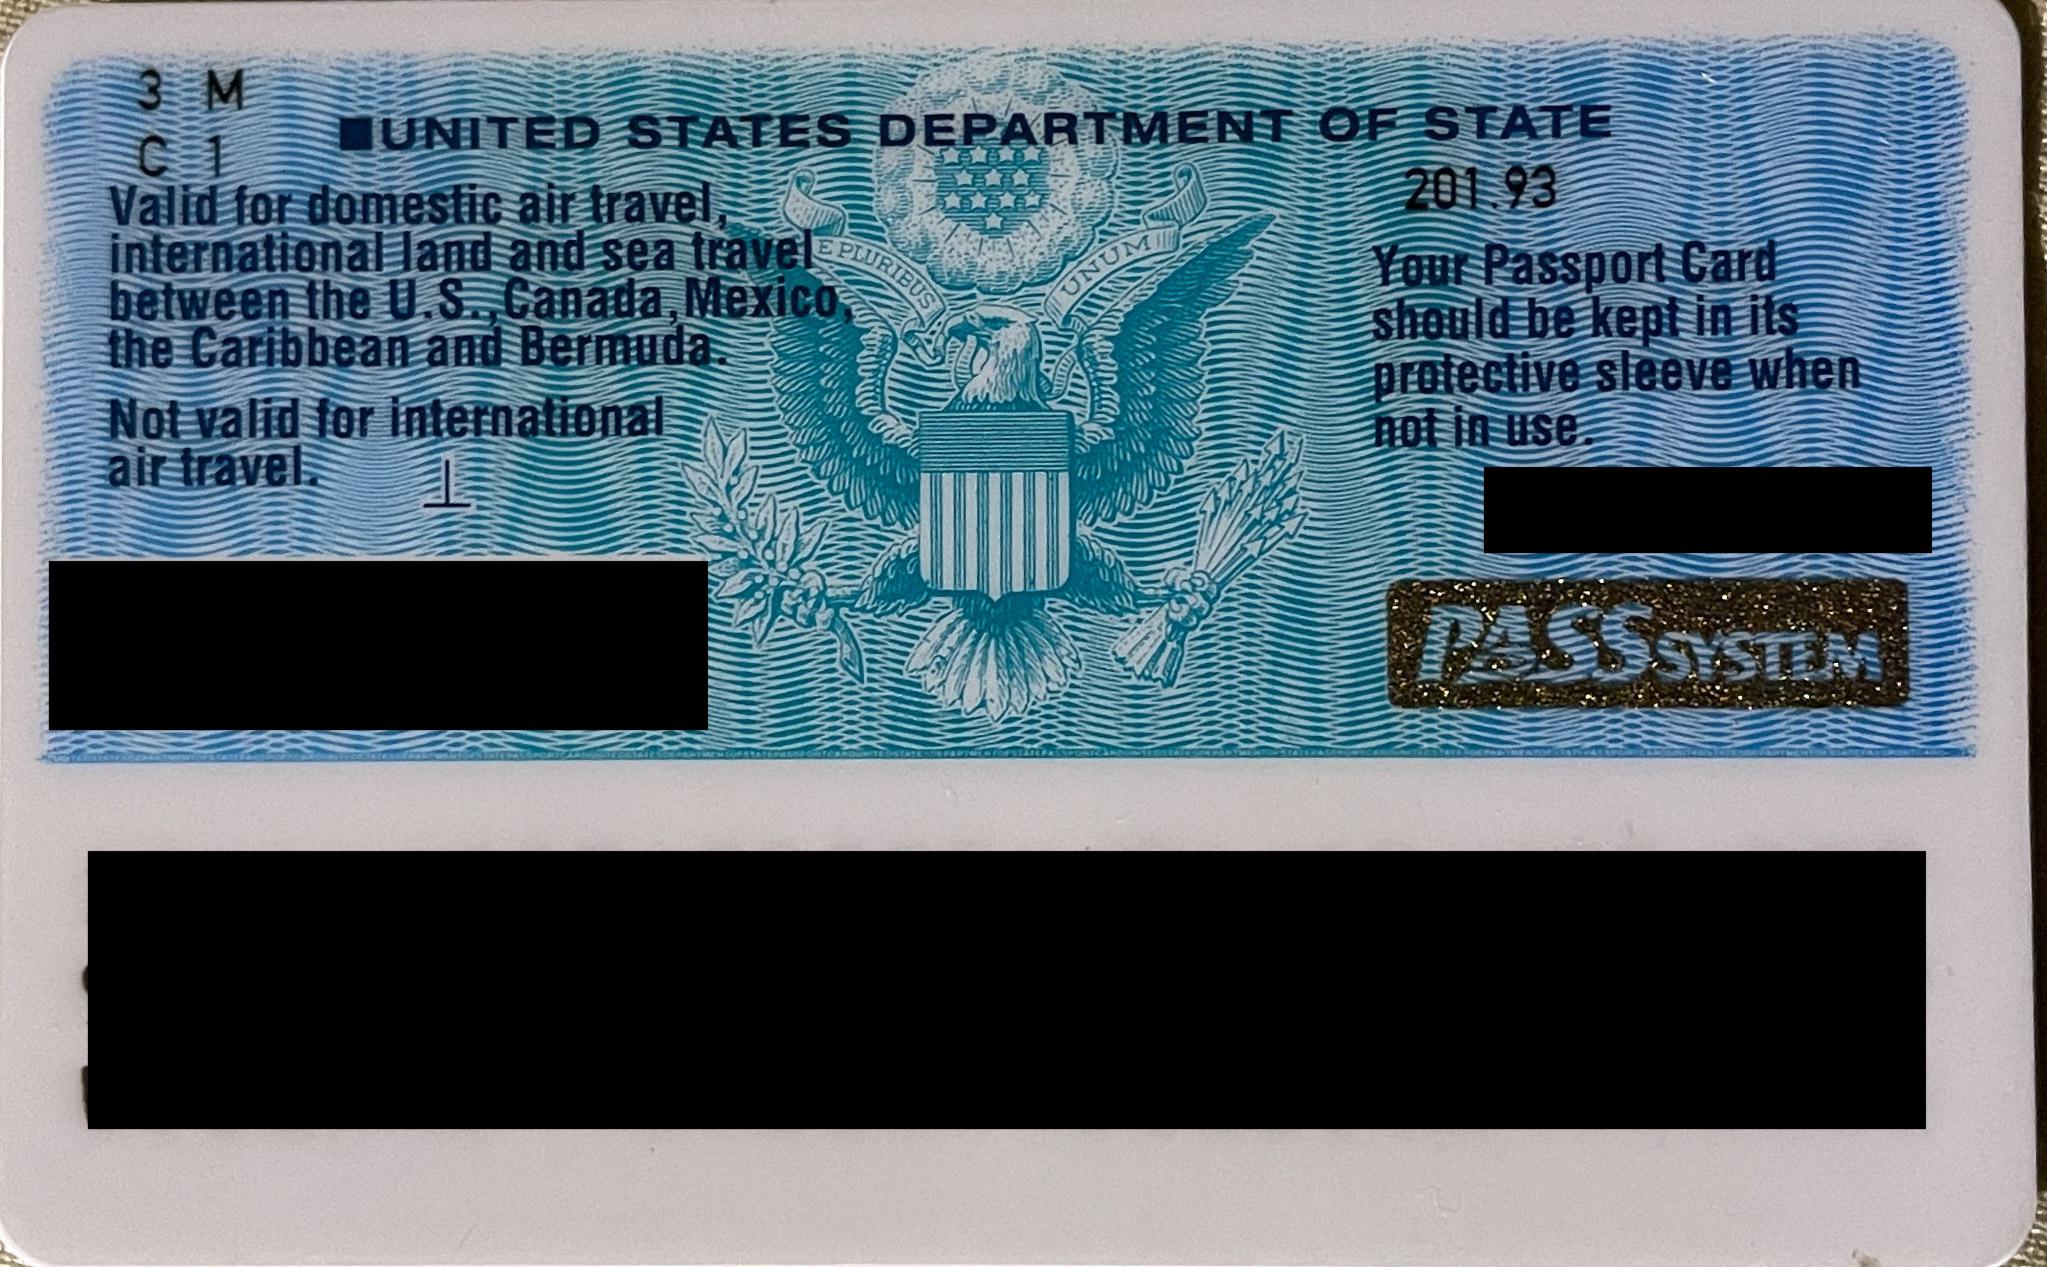 3 M
C 1
■UNITED STATES DEPARTMENT OF STATE
Valid for domestic air travel,
international land and sea travel
between the U.S., Canada, Mexico,
the Caribbean and Bermuda.
Not valid for international
air travel.
E PLURIBUS UNUM
201.93
Your Passport Card
should be kept in its
protective sleeve when
not in use.
PASS SYSTEM